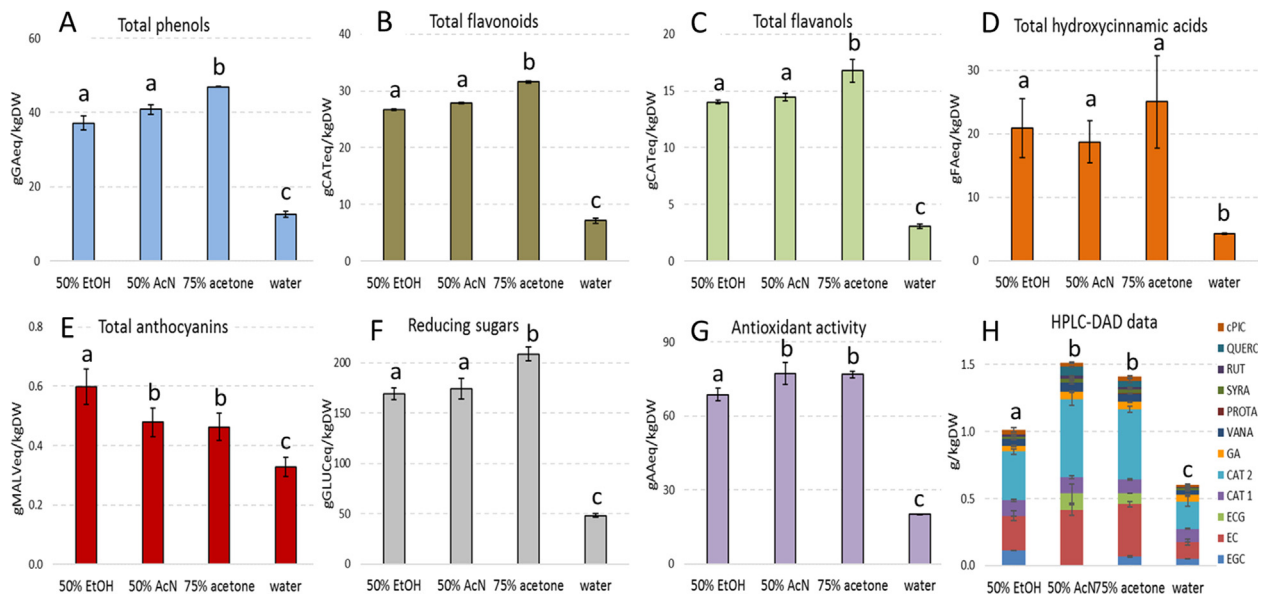 A Total phenols
60
40
20
0
gGAeq/kgDW
a
a
b
c
50% EtOH 50% AcN 75% acetone water
B Total flavonoids
40
30
20
10
0
gCATeq/kgDW
a
a
b
c
50% EtOH 50% AcN 75% acetone water
C Total flavanols
20
15
10
5
0
gCATeq/kgDW
a
a
b
c
50% EtOH 50% AcN 75% acetone water
D Total hydroxycinnamic acids
30
20
10
0
gFAeq/kgDW
a
a
a
b
50% EtOH 50% AcN 75% acetone water
E Total anthocyanins
0.8
0.6
0.4
0.2
0.0
gMALVeq/kgDW
a
b
b
c
50% EtOH 50% AcN 75% acetone water
F Reducing sugars
200
150
100
50
0
gGLUCeq/kgDW
a
a
b
c
50% EtOH 50% AcN 75% acetone water
G Antioxidant activity
90
60
30
0
gAAeq/kgDW
a
b
b
c
50% EtOH 50% AcN 75% acetone water
H HPLC-DAD data
1.5
1.0
0.5
0.0
g/kgDW
a
b
b
c
50% EtOH 50% AcN 75% acetone water
cPIC
QUERC
RUT
SYRA
PROTA
VANA
GA
CAT 2
CAT 1
ECG
EC
EGC